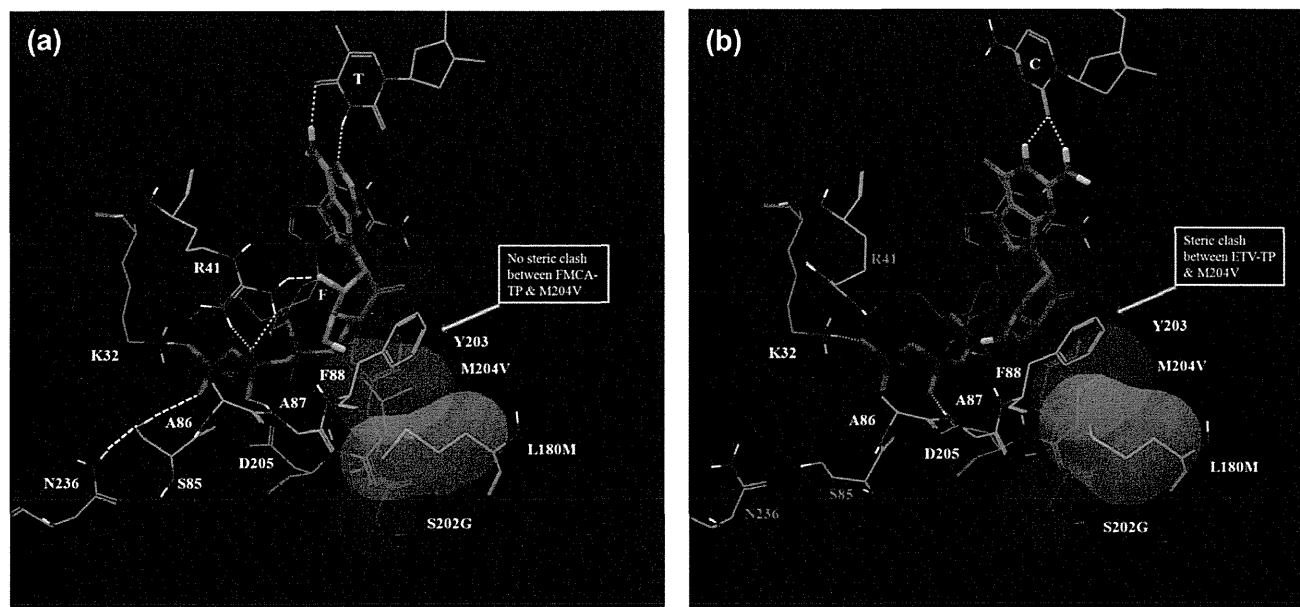 (a)
T
R41
F
No steric clash
between FMCA-
TP & M204V
K32
Y203
F88
M204V
A87
A86
D205
L180M
N236
S85
S202G
(b)
C
R41
Steric clash
between ETV-TP
& M204V
Y203
K32
F88
M204V
A87
A86
D205
L180M
S85
N236
S202G